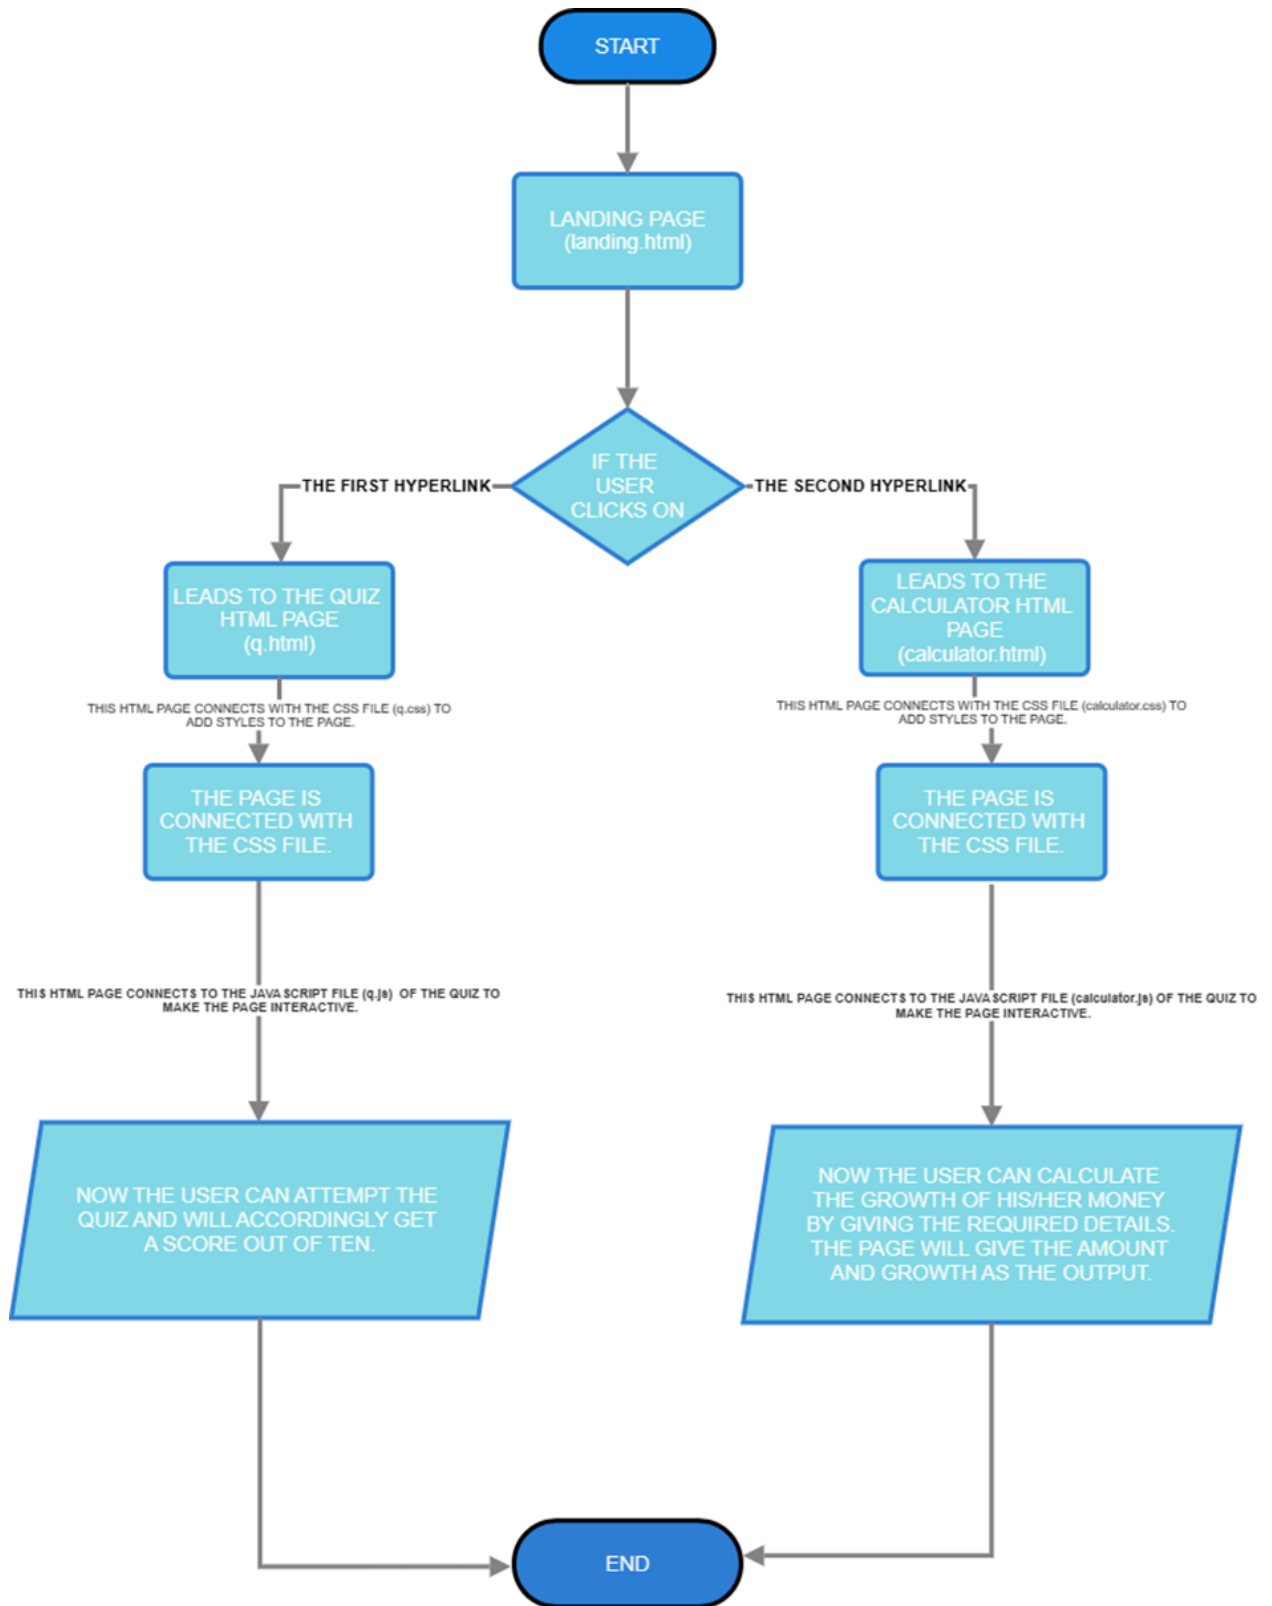 START
LANDING PAGE
(landing.html)
IF THE
USER
CLICKS ON
THE FIRST HYPERLINK
LEADS TO THE QUIZ
HTML PAGE
(q.html)
THIS HTML PAGE CONNECTS WITH THE CSS FILE (q.css) TO
ADD STYLES TO THE PAGE.
THE PAGE IS
CONNECTED WITH
THE CSS FILE.
THIS HTML PAGE CONNECTS TO THE JAVASCRIPT FILE (q.js) OF THE QUIZ TO
MAKE THE PAGE INTERACTIVE.
NOW THE USER CAN ATTEMPT THE
QUIZ AND WILL ACCORDINGLY GET
A SCORE OUT OF TEN.
THE SECOND HYPERLINK
LEADS TO THE
CALCULATOR HTML
PAGE
(calculator.html)
THIS HTML PAGE CONNECTS WITH THE CSS FILE (calculator.css) TO
ADD STYLES TO THE PAGE.
THE PAGE IS
CONNECTED WITH
THE CSS FILE.
THIS HTML PAGE CONNECTS TO THE JAVASCRIPT FILE (calculator.js) OF THE QUIZ TO
MAKE THE PAGE INTERACTIVE.
NOW THE USER CAN CALCULATE
THE GROWTH OF HIS/HER MONEY
BY GIVING THE REQUIRED DETAILS.
THE PAGE WILL GIVE THE AMOUNT
AND GROWTH AS THE OUTPUT.
END